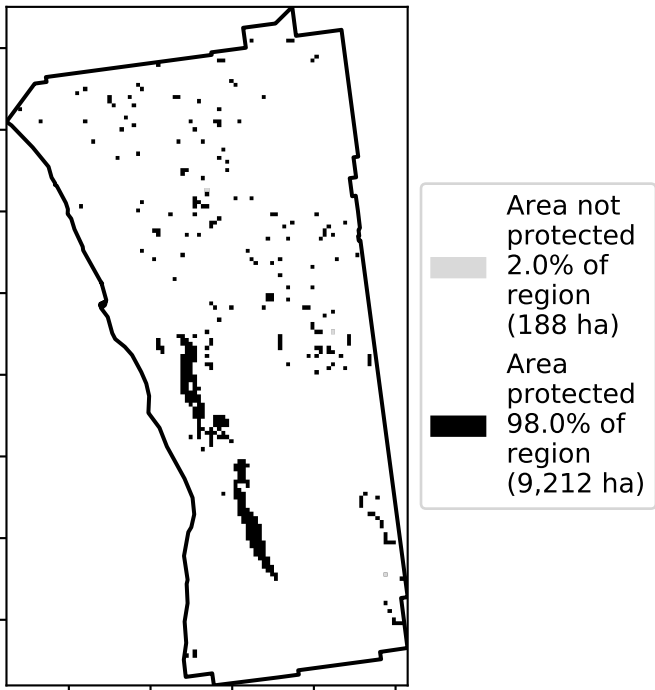 Area not
protected
2.0% of
region
(188 ha)
Area
protected
98.0% of
region
(9,212 ha)